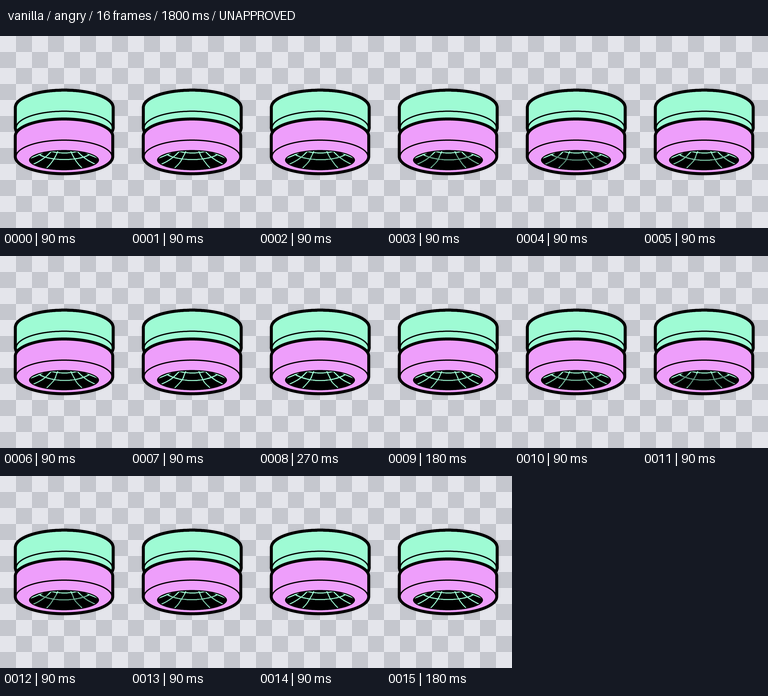 vanilla / angry / 16 frames / 1800 ms / UNAPPROVED
0000 | 90 ms
0001 | 90 ms
0002 | 90 ms
0003 | 90 ms
0004 | 90 ms
0005 | 90 ms
0006 | 90 ms
0007 | 90 ms
0008 | 270 ms
0009 | 180 ms
0010 | 90 ms
0011 | 90 ms
0012 | 90 ms
0013 | 90 ms
0014 | 90 ms
0015 | 180 ms